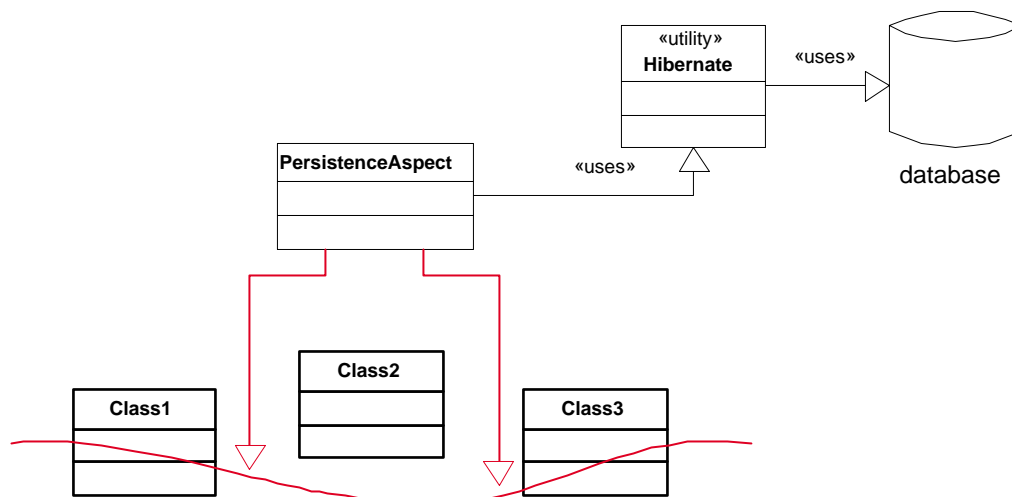 «utility»
Hibernate
«uses»
database
PersistenceAspect
«uses»
Class2
Class1
Class3